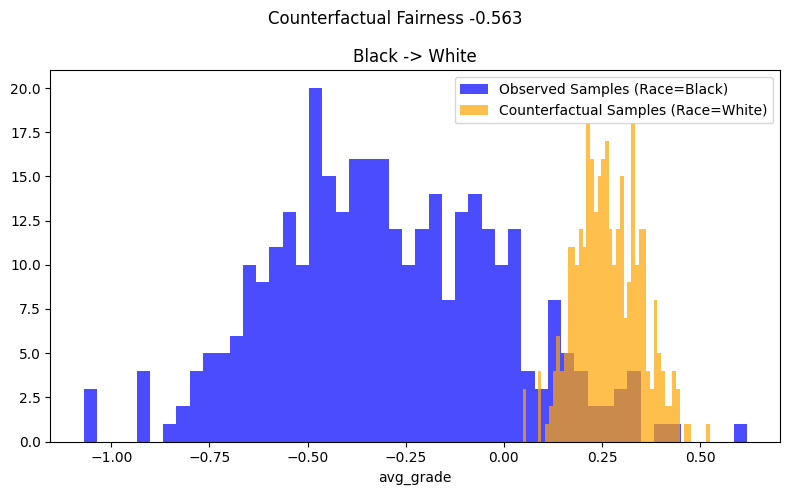 Counterfactual Fairness -0.563
Black -> White
Observed Samples (Race=Black)
Counterfactual Samples (Race=White)
20.0
17.5
15.0
12.5
10.0
7.5
5.0
2.5
0.0
−1.00 −0.75 −0.50 −0.25 0.00 0.25 0.50
avg_grade